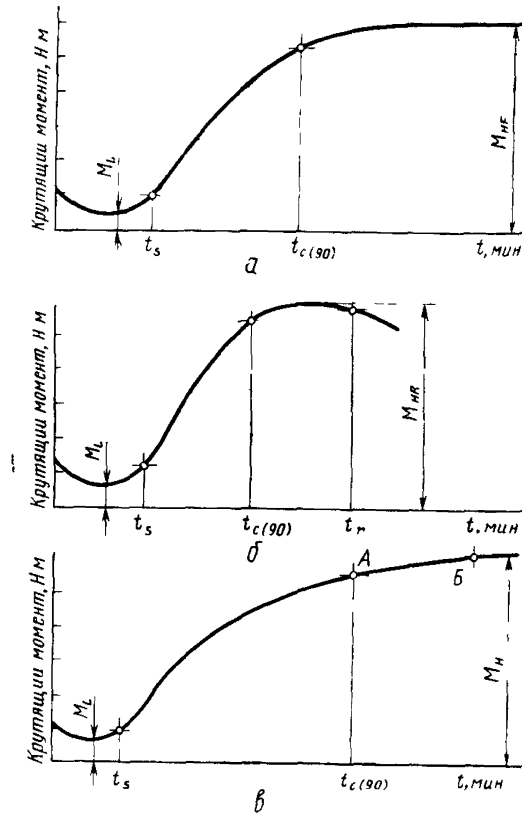 Крутящий момент, Н м
M_L
M_HF
t_s
t_c(90)
t, мин
а
Крутящий момент, Н м
M_L
M_HR
t_s
t_c(90)
t_r
t, мин
б
Крутящий момент, Н м
M_L
А
Б
M_H
t_s
t_c(90)
t, мин
в